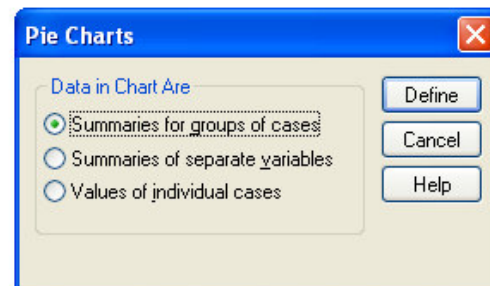 Pie Charts
Data in Chart Are
Summaries for groups of cases
Summaries of separate variables
Values of individual cases
Define
Cancel
Help